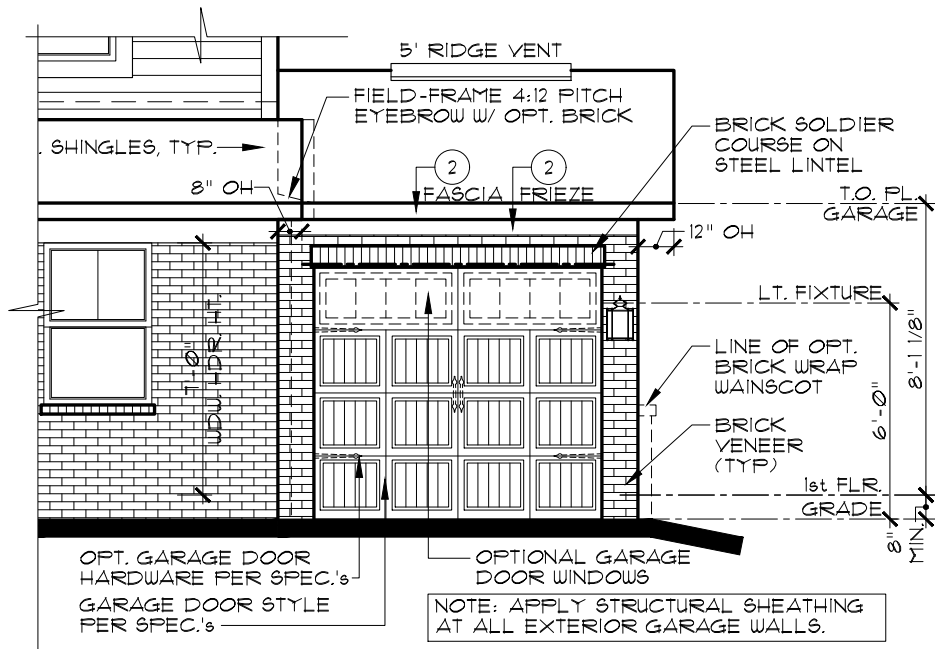 5' RIDGE VENT
FIELD-FRAME 4:12 PITCH
EYEBROW W/ OPT. BRICK
BRICK SOLDIER
COURSE ON
STEEL LINTEL
. SHINGLES, TYP.
8" OH
2
2
FASCIA FRIEZE
T.O. PL.
GARAGE
12" OH
LT. FIXTURE
7'-0"
WDW. HDR HT.
LINE OF OPT.
BRICK WRAP
WAINSCOT
8'-1 1/8"
6'-0"
BRICK
VENEER
(TYP)
1st FLR.
GRADE
8"
MIN.
OPT. GARAGE DOOR
HARDWARE PER SPEC.'s
GARAGE DOOR STYLE
PER SPEC.'s
OPTIONAL GARAGE
DOOR WINDOWS
NOTE: APPLY STRUCTURAL SHEATHING
AT ALL EXTERIOR GARAGE WALLS.